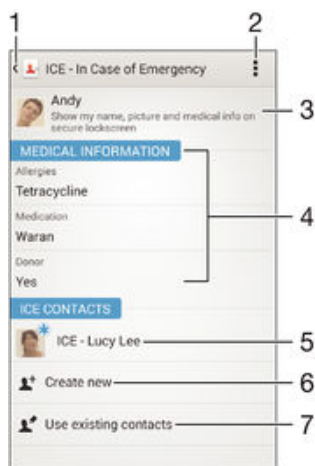 1
2
ICE - In Case of Emergency
Andy
Show my name, picture and medical info on
secure lockscreen
3
MEDICAL INFORMATION
Allergies
Tetracycline
4
Medication
Waran
Donor
Yes
ICE CONTACTS
ICE - Lucy Lee
5
Create new
6
Use existing contacts
7